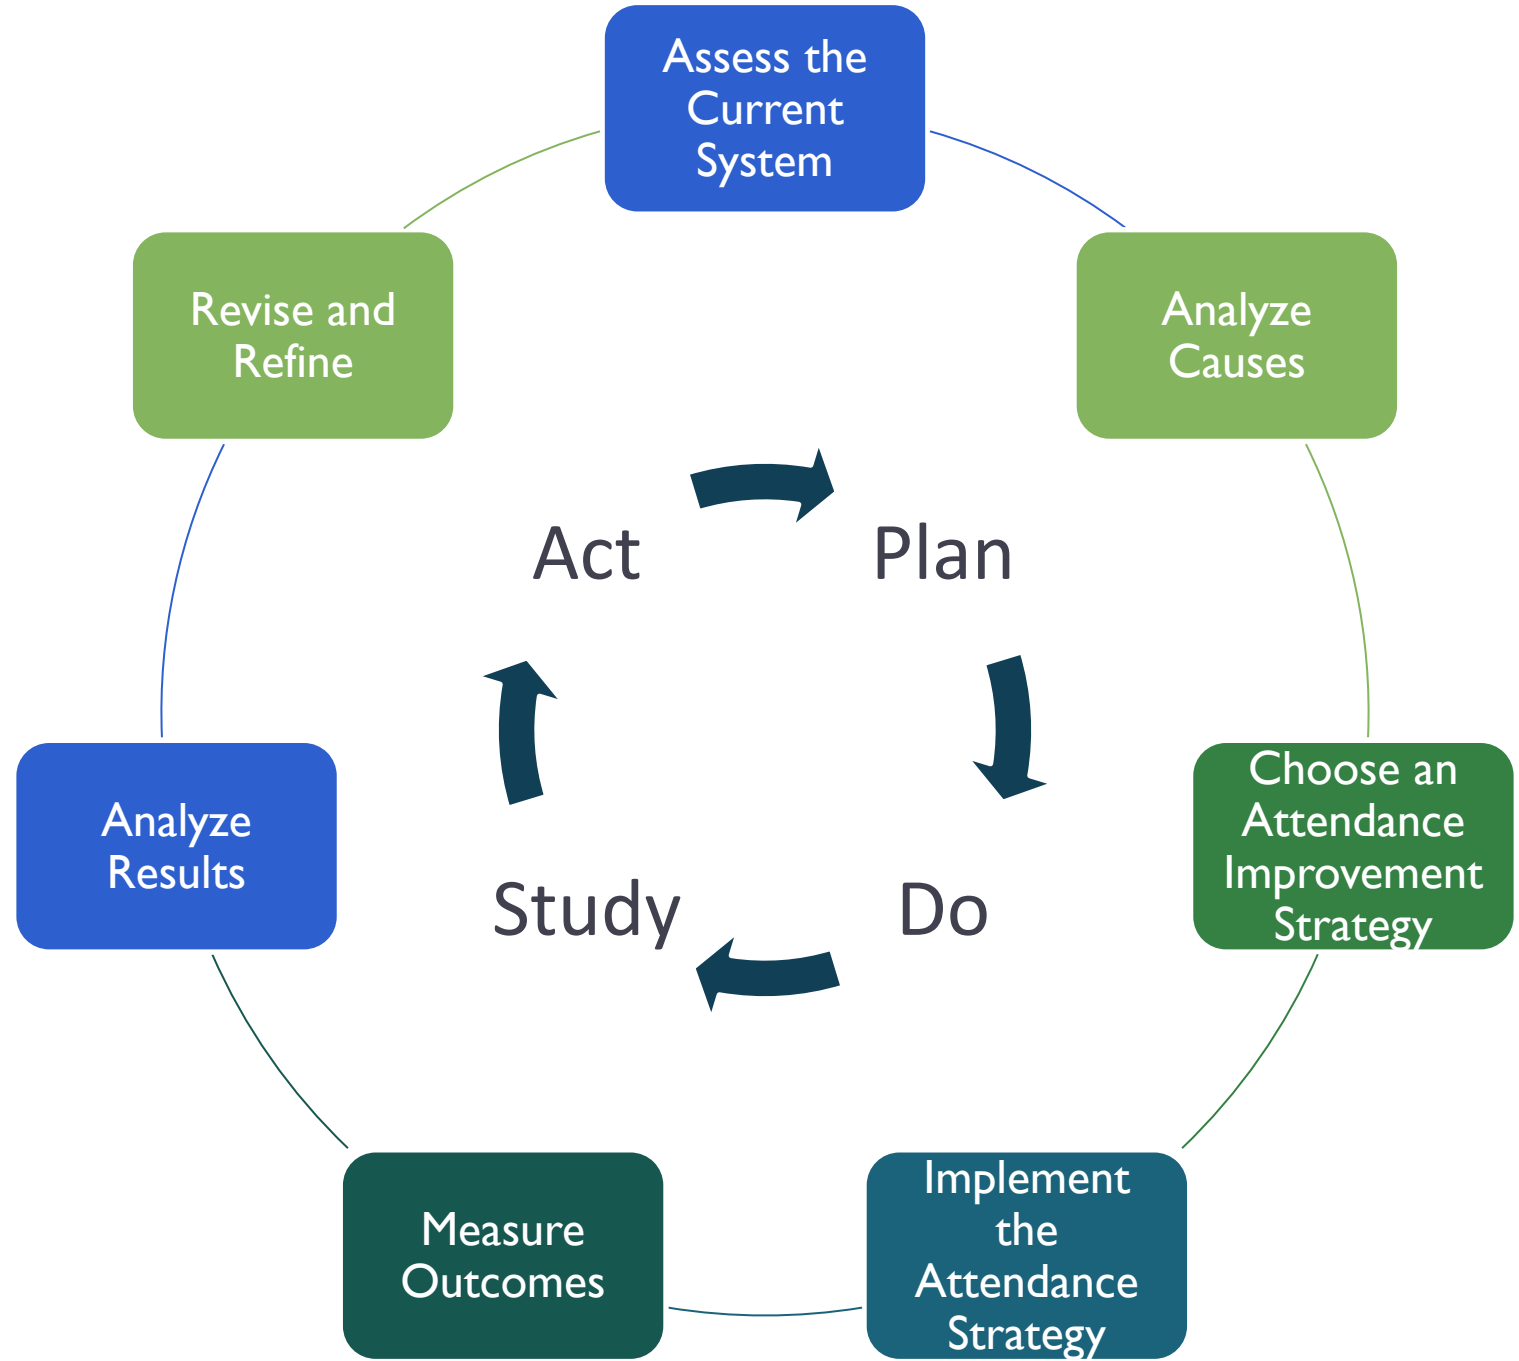 Assess the
Current
System
Analyze
Causes
Choose an
Attendance
Improvement
Strategy
Implement
the
Attendance
Strategy
Measure
Outcomes
Analyze
Results
Revise and
Refine
Act
Plan
Do
Study